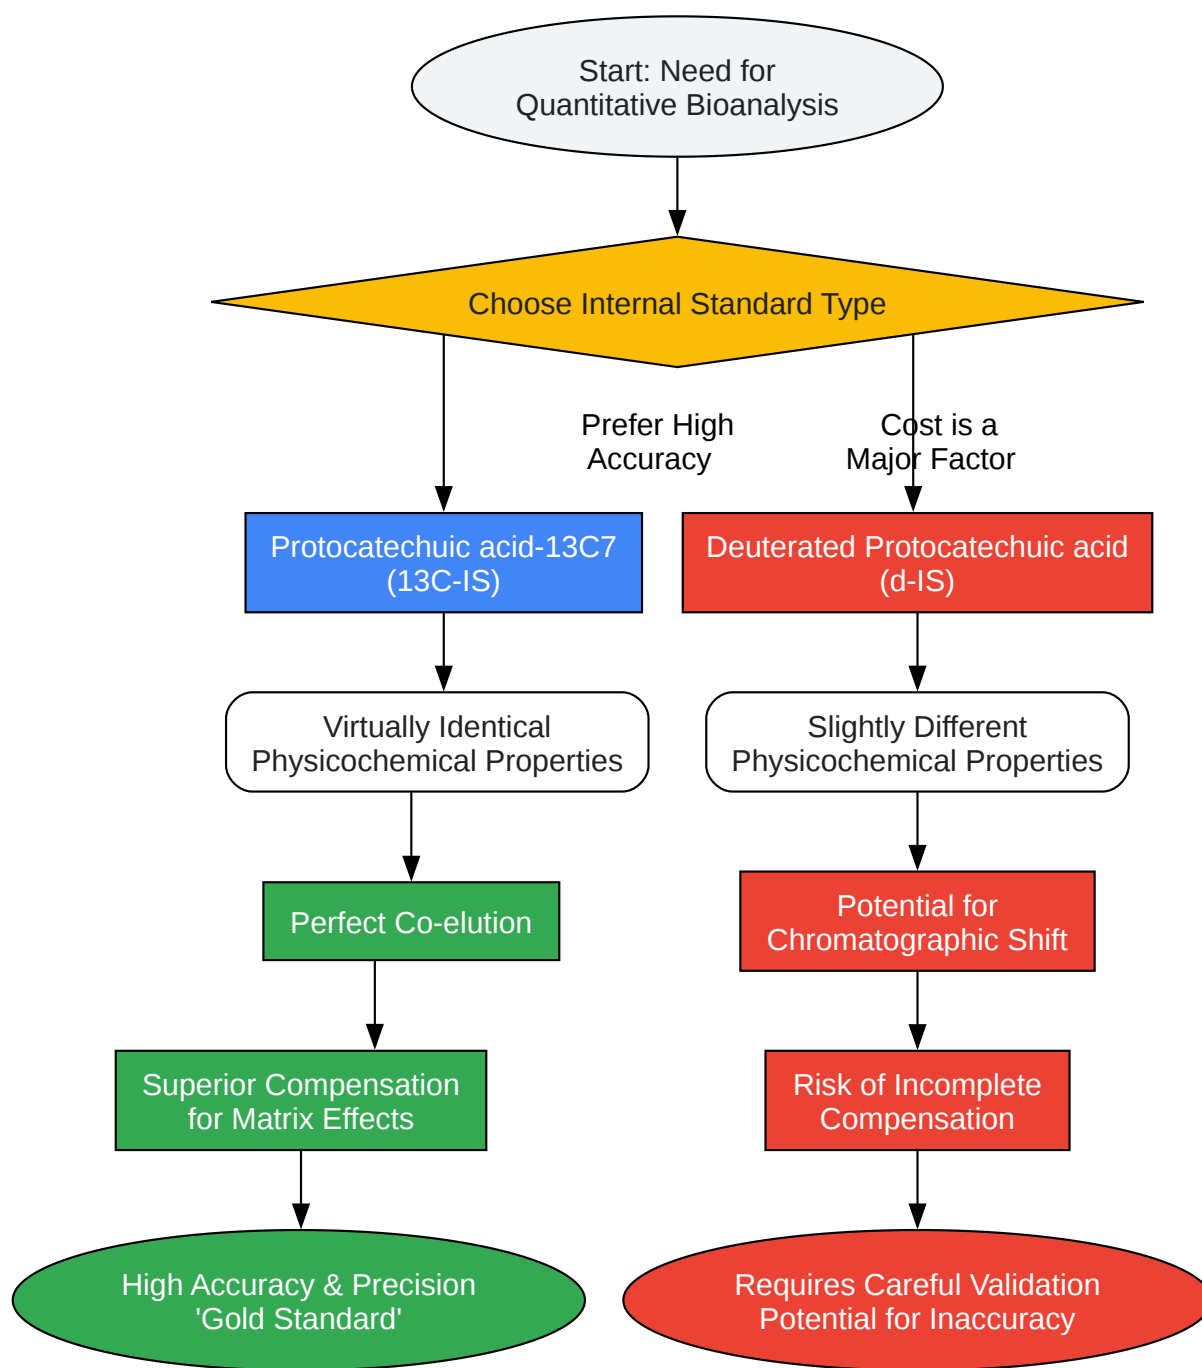 Start: Need for
Quantitative Bioanalysis
Choose Internal Standard Type
Prefer High
Accuracy
Cost is a
Major Factor
Protocatechuic acid-13C7
(13C-IS)
Deuterated Protocatechuic acid
(d-IS)
Virtually Identical
Physicochemical Properties
Slightly Different
Physicochemical Properties
Perfect Co-elution
Potential for
Chromatographic Shift
Superior Compensation
for Matrix Effects
Risk of Incomplete
Compensation
High Accuracy & Precision
'Gold Standard'
Requires Careful Validation
Potential for Inaccuracy